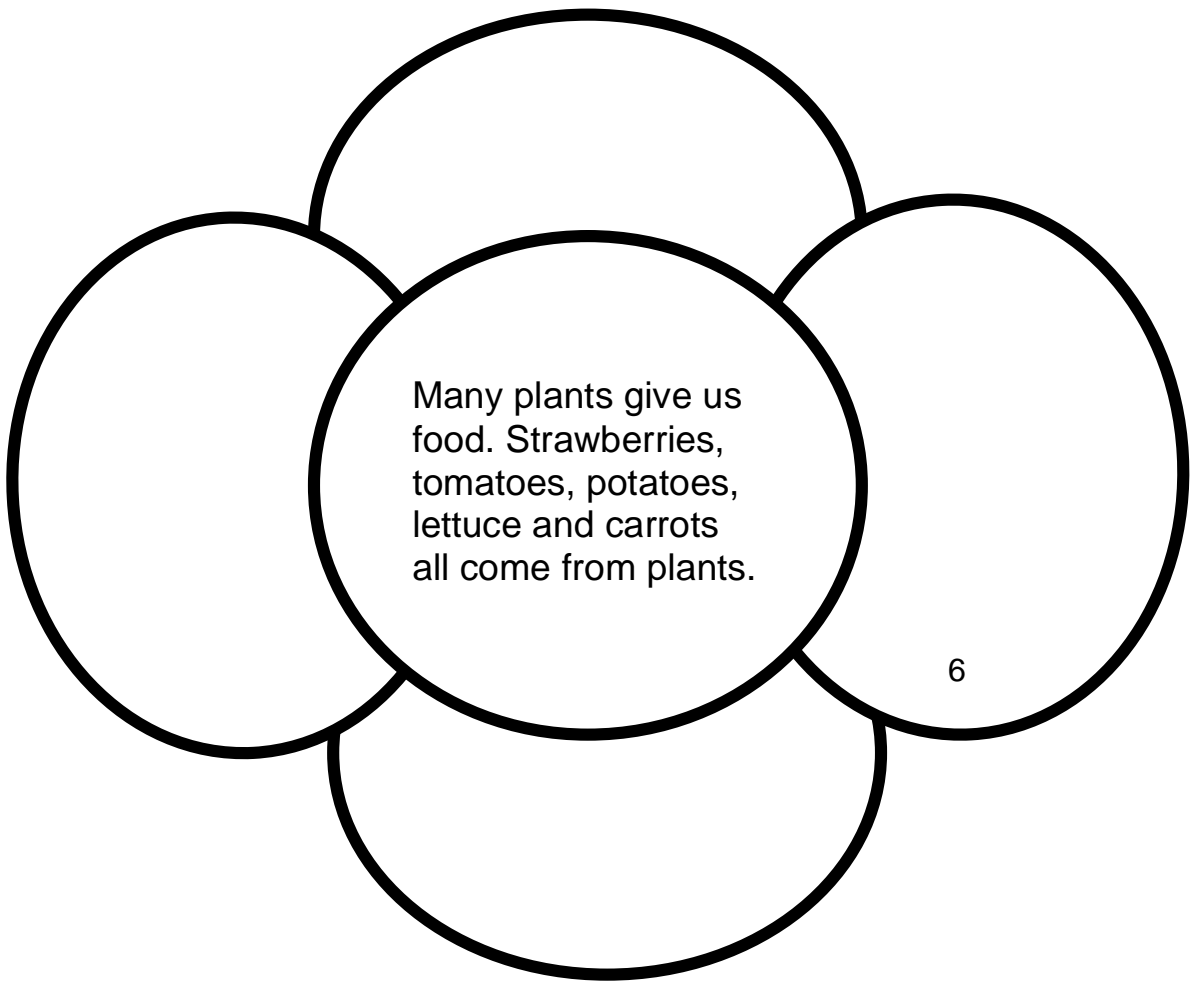 Many plants give us
food. Strawberries,
tomatoes, potatoes,
lettuce and carrots
all come from plants.
6